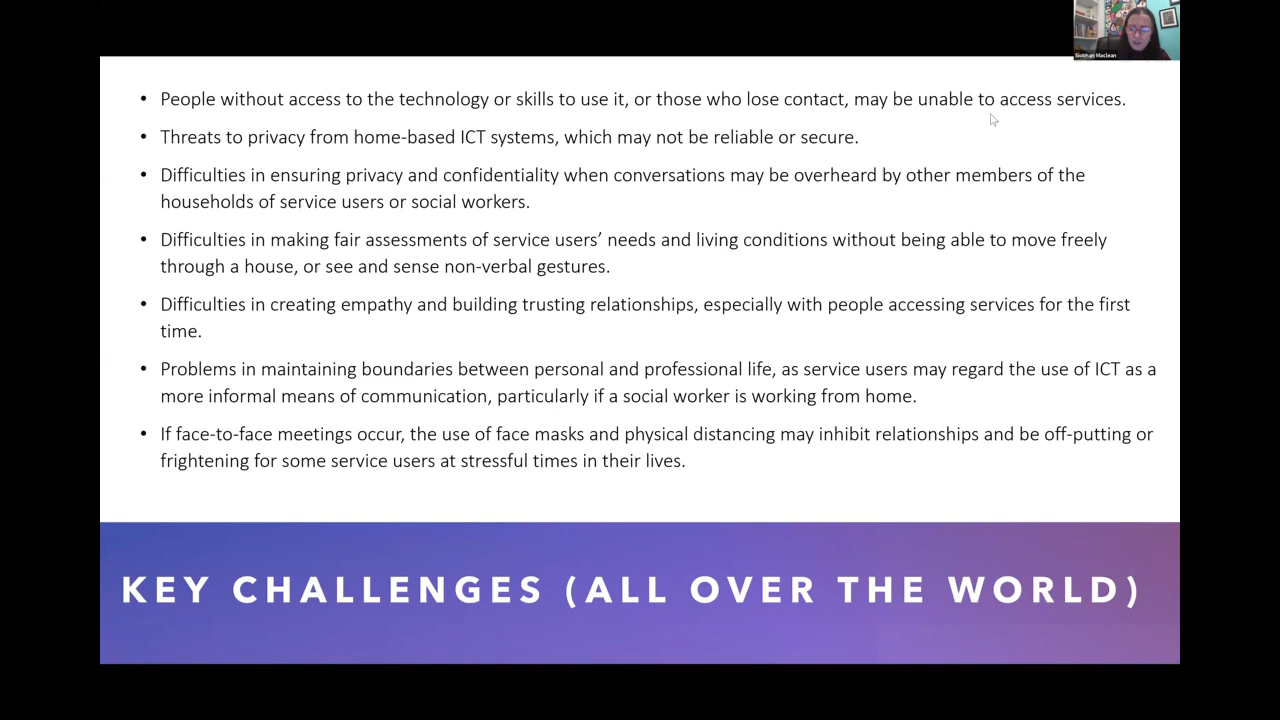 Siobhan Maclean
• People without access to the technology or skills to use it, or those who lose contact, may be unable to access services.
• Threats to privacy from home-based ICT systems, which may not be reliable or secure.
• Difficulties in ensuring privacy and confidentiality when conversations may be overheard by other members of the
households of service users or social workers.
• Difficulties in making fair assessments of service users’ needs and living conditions without being able to move freely
through a house, or see and sense non-verbal gestures.
• Difficulties in creating empathy and building trusting relationships, especially with people accessing services for the first
time.
• Problems in maintaining boundaries between personal and professional life, as service users may regard the use of ICT as a
more informal means of communication, particularly if a social worker is working from home.
• If face-to-face meetings occur, the use of face masks and physical distancing may inhibit relationships and be off-putting or
frightening for some service users at stressful times in their lives.
KEY CHALLENGES (ALL OVER THE WORLD)